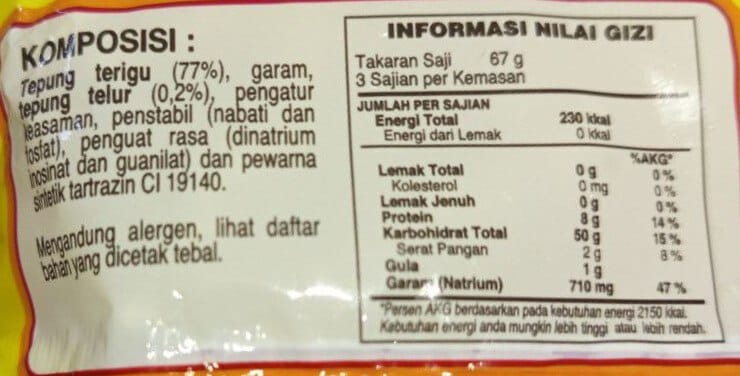 KOMPOSISI :
Tepung terigu (77%), garam,
tepung telur (0,2%), pengatur
keasaman, penstabil (nabati dan
fosfat), penguat rasa (dinatrium
inosinat dan guanilat) dan pewarna
sintetik tartrazin CI 19140.
Mengandung alergen, lihat daftar
bahan yang dicetak tebal.
INFORMASI NILAI GIZI
Takaran Saji 67 g
3 Sajian per Kemasan
JUMLAH PER SAJIAN
Energi Total 230 kkal
Energi dari Lemak 0 kkal
%AKG*
Lemak Total 0 g 0 %
Kolesterol 0 mg 0 %
Lemak Jenuh 0 g 0 %
Protein 8 g 14 %
Karbohidrat Total 50 g 15 %
Serat Pangan 2 g 8 %
Gula 1 g
Garam (Natrium) 710 mg 47 %
*Persen AKG berdasarkan pada kebutuhan energi 2150 kkal.
Kebutuhan energi anda mungkin lebih tinggi atau lebih rendah.